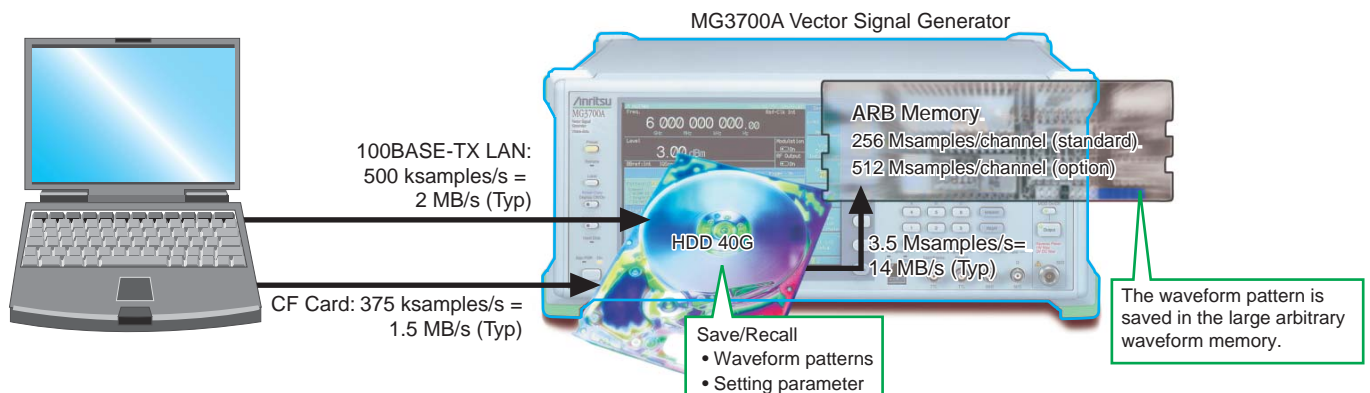 MG3700A Vector Signal Generator
Anritsu
MG3700A
6 000 000 000.00
Level
3.00 dBm
ARB Memory
256 Msamples/channel (standard)
512 Msamples/channel (option)
100BASE-TX LAN:
500 ksamples/s =
2 MB/s (Typ)
HDD 40G
3.5 Msamples/s=
14 MB/s (Typ)
CF Card: 375 ksamples/s =
1.5 MB/s (Typ)
Save/Recall
• Waveform patterns
• Setting parameter
The waveform pattern is
saved in the large arbitrary
waveform memory.